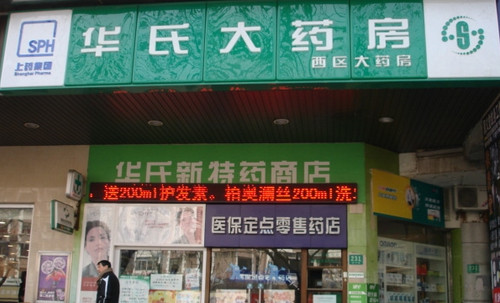 SPH
上药集团
Shanghai Pharma
华氏大药房
西区大药房
华氏新特药商店
送200ml护发素。柏奥澜丝200ml洗
医保定点零售药店